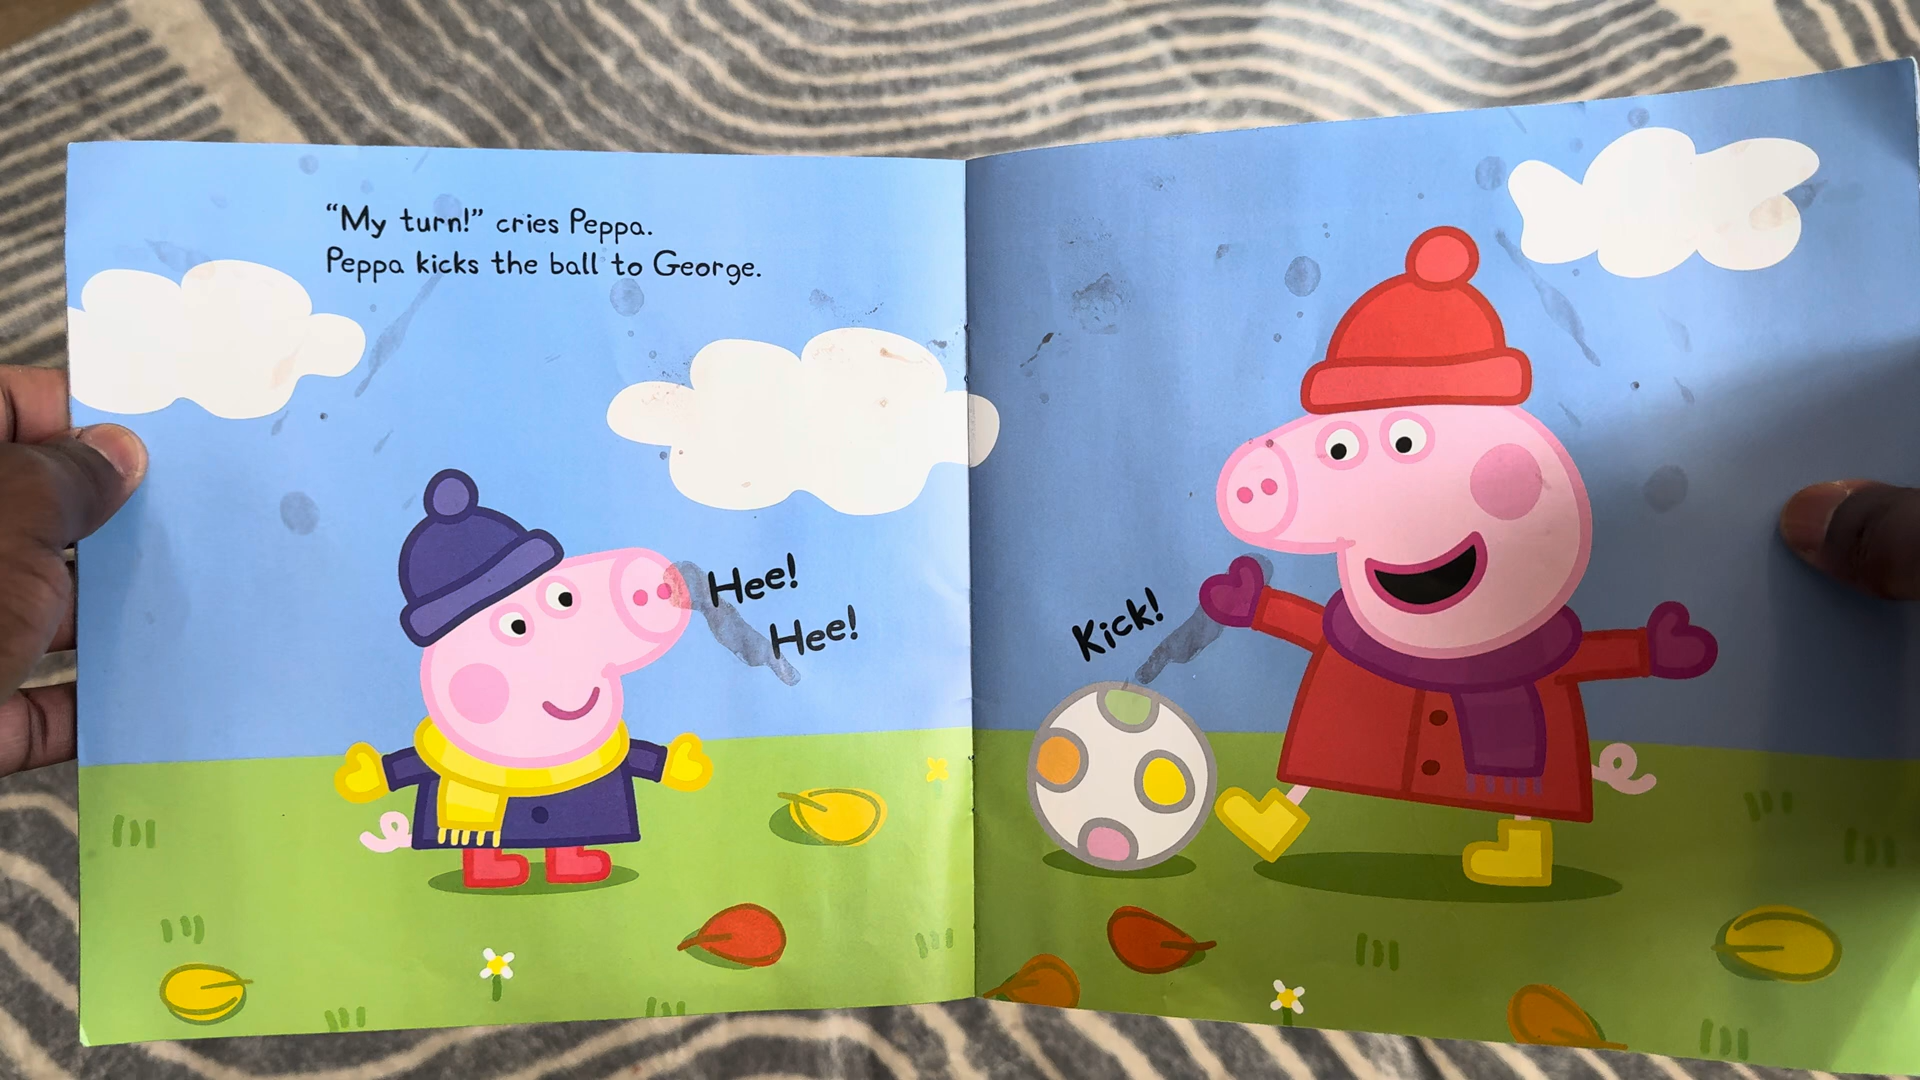 “My turn!” cries Peppa.
Peppa kicks the ball to George.
Hee!
Hee!
Kick!